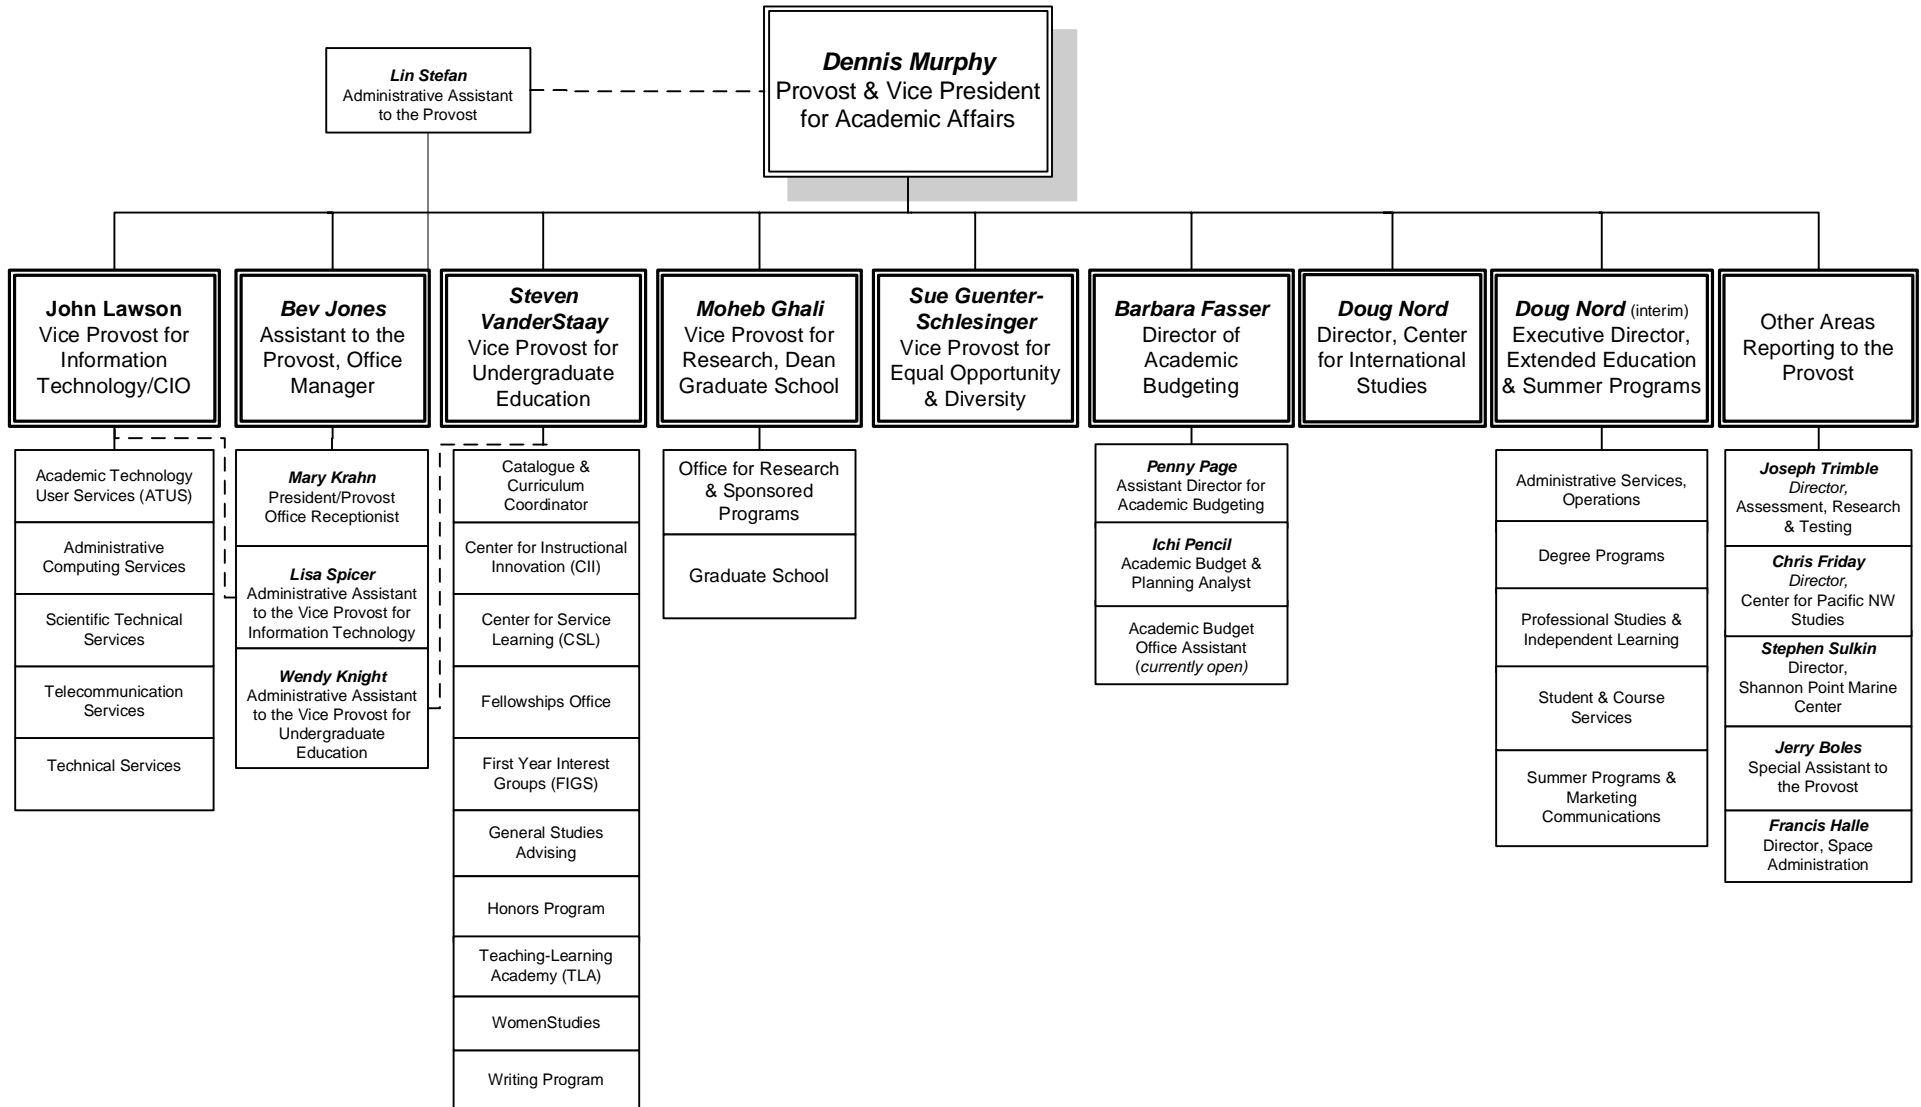 Dennis Murphy
Provost & Vice President
for Academic Affairs
Lin Stefan
Administrative Assistant
to the Provost
John Lawson
Vice Provost for
Information
Technology/CIO
Academic Technology
User Services (ATUS)
Administrative
Computing Services
Scientific Technical
Services
Telecommunication
Services
Technical Services
Bev Jones
Assistant to the
Provost, Office
Manager
Mary Krahn
President/Provost
Office Receptionist
Lisa Spicer
Administrative Assistant
to the Vice Provost for
Information Technology
Wendy Knight
Administrative Assistant
to the Vice Provost for
Undergraduate
Education
Steven
VanderStaay
Vice Provost for
Undergraduate
Education
Catalogue &
Curriculum
Coordinator
Center for Instructional
Innovation (CII)
Center for Service
Learning (CSL)
Fellowships Office
First Year Interest
Groups (FIGS)
General Studies
Advising
Honors Program
Teaching-Learning
Academy (TLA)
WomenStudies
Writing Program
Moheb Ghali
Vice Provost for
Research, Dean
Graduate School
Office for Research
& Sponsored
Programs
Graduate School
Sue Guenter-
Schlesinger
Vice Provost for
Equal Opportunity
& Diversity
Barbara Fasser
Director of
Academic
Budgeting
Penny Page
Assistant Director for
Academic Budgeting
Ichi Pencil
Academic Budget &
Planning Analyst
Academic Budget
Office Assistant
(currently open)
Doug Nord
Director, Center
for International
Studies
Doug Nord (interim)
Executive Director,
Extended Education
& Summer Programs
Administrative Services,
Operations
Degree Programs
Professional Studies &
Independent Learning
Student & Course
Services
Summer Programs &
Marketing
Communications
Other Areas
Reporting to the
Provost
Joseph Trimble
Director,
Assessment, Research
& Testing
Chris Friday
Director,
Center for Pacific NW
Studies
Stephen Sulkin
Director,
Shannon Point Marine
Center
Jerry Boles
Special Assistant to
the Provost
Francis Halle
Director, Space
Administration